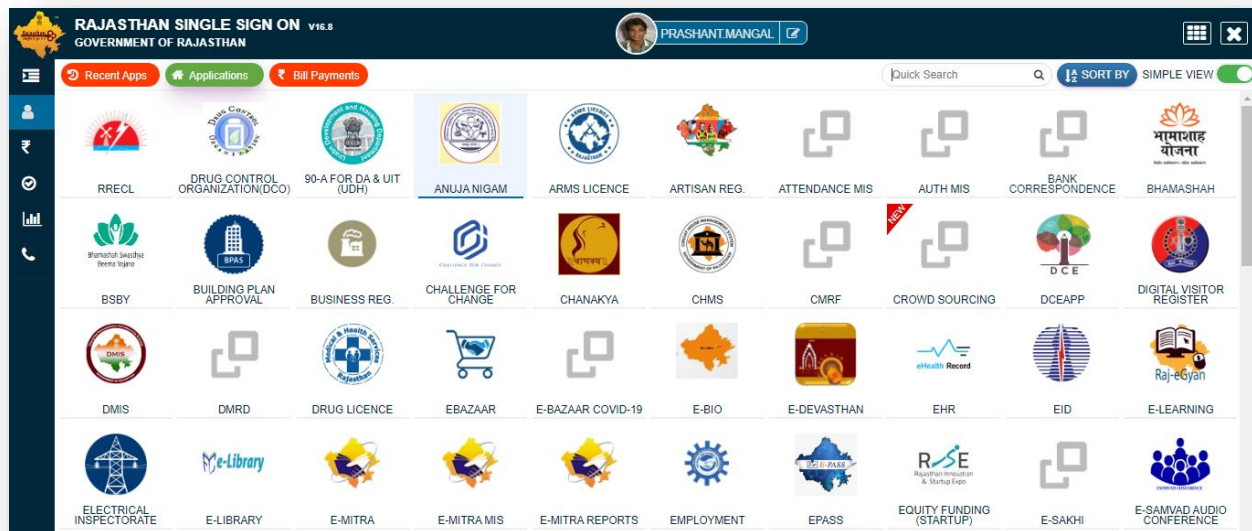 RAJASTHAN SINGLE SIGN ON V16.8
GOVERNMENT OF RAJASTHAN
PRASHANT.MANGAL
Recent Apps
Applications
₹ Bill Payments
Quick Search
SORT BY
SIMPLE VIEW
RRECL
DRUG CONTROL
ORGANIZATION(DCO)
90-A FOR DA & UIT
(UDH)
ANUJA NIGAM
ARMS LICENCE
ARTISAN REG.
ATTENDANCE MIS
AUTH MIS
BANK
CORRESPONDENCE
भामाशाह
योजना
BHAMASHAH
Bhamashah Swasthya
Beema Yojana
BSBY
BPAS
BUILDING PLAN
APPROVAL
BUSINESS REG.
CHALLENGE FOR CHANGE
CHALLENGE FOR
CHANGE
CHANAKYA
CHMS
CMRF
NEW
CROWD SOURCING
DCE
DCEAPP
DIGITAL VISITOR
REGISTER
DMIS
DMIS
DMRD
Medical & Health Services
Rajasthan
DRUG LICENCE
EBAZAAR
E-BAZAAR COVID-19
E-BIO
E-DEVASTHAN
eHealth Record
EHR
EID
Raj-eGyan
E-LEARNING
ELECTRICAL
INSPECTORATE
e-Library
E-LIBRARY
E-MITRA
E-MITRA MIS
E-MITRA REPORTS
EMPLOYMENT
E-PASS
EPASS
RISE
Rajasthan Innovation
& Startup Expo
EQUITY FUNDING
(STARTUP)
E-SAKHI
E-SAMVAD AUDIO
CONFERENCE